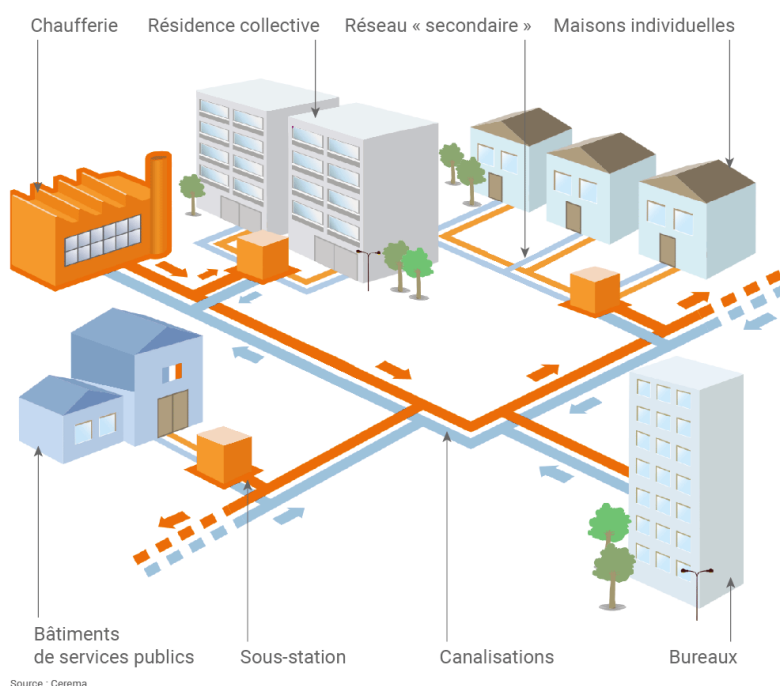 Chaufferie
Résidence collective
Réseau « secondaire »
Maisons individuelles
Bâtiments
de services publics
Sous-station
Canalisations
Bureaux
Source : Cerema